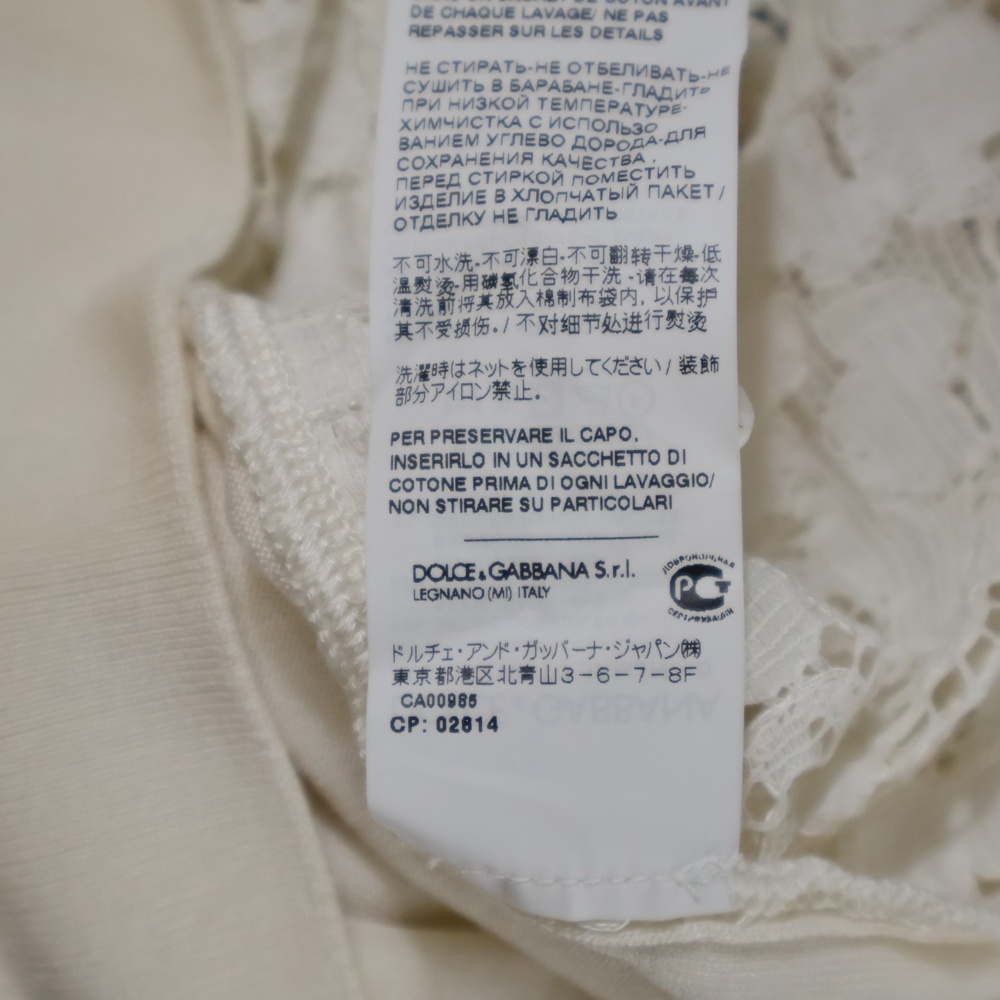 DE CHAQUE LAVAGE/ NE PAS
REPASSER SUR LES DETAILS
НЕ СТИРАТЬ-НЕ ОТБЕЛИВАТЬ-НЕ
СУШИТЬ В БАРАБАНЕ-ГЛАДИТЬ
ПРИ НИЗКОЙ ТЕМПЕРАТУРЕ-
ХИМЧИСТКА С ИСПОЛЬЗО
ВАНИЕМ УГЛЕВО ДОРОДА-ДЛЯ
СОХРАНЕНИЯ КАЧЕСТВА,
ПЕРЕД СТИРКОЙ ПОМЕСТИТЬ
ИЗДЕЛИЕ В ХЛОПЧАТЫЙ ПАКЕТ/
ОТДЕЛКУ НЕ ГЛАДИТЬ
不可水洗-不可漂白-不可翻转干燥-低
温熨烫-用碳氢化合物干洗-请在每次
清洗前将其放入棉制布袋内,以保护
其不受损伤./不对细节处进行熨烫
洗濯時はネットを使用してください/装飾
部分アイロン禁止。
PER PRESERVARE IL CAPO,
INSERIRLO IN UN SACCHETTO DI
COTONE PRIMA DI OGNI LAVAGGIO/
NON STIRARE SU PARTICOLARI
DOLCE & GABBANA S.r.l.
LEGNANO (MI) ITALY
РСТ
ドルチェ・アンド・ガッバーナ・ジャパン㈱
東京都港区北青山3-6-7-8F
CA00985
CP: 02614